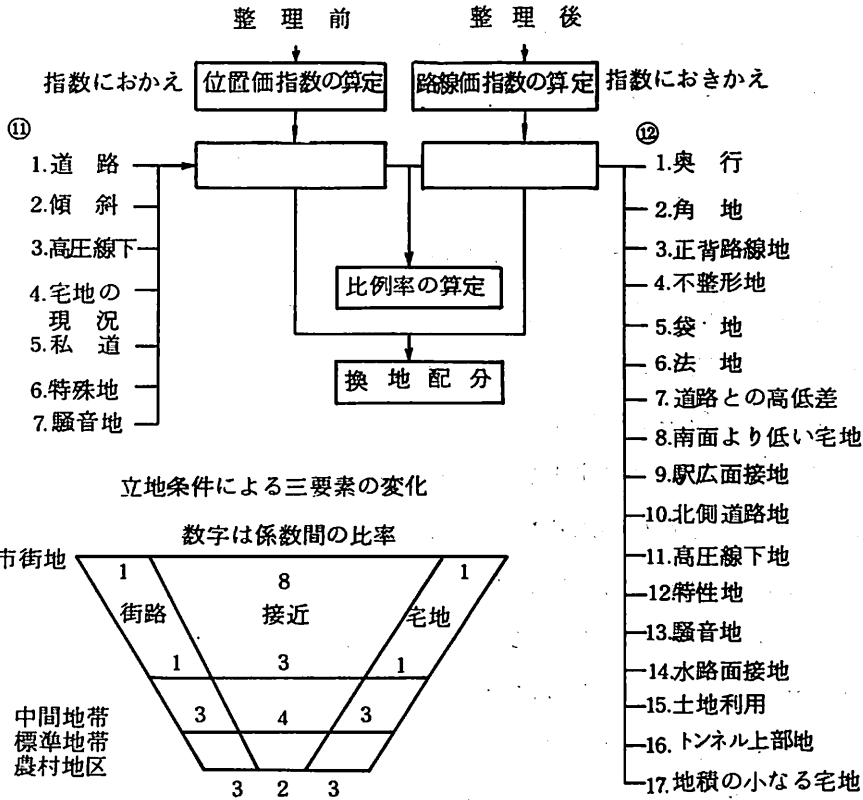 整理前
整理後
指数におかえ
位置価指数の算定
路線価指数の算定
指数におきかえ
⑪
1.道路
2.傾斜
3.高圧線下
4.宅地の
現況
5.私道
6.特殊地
7.騒音地
比例率の算定
換地配分
⑫
1.奥行
2.角地
3.正背路線地
4.不整形地
5.袋地
6.法地
7.道路との高低差
8.南面より低い宅地
9.駅広面接地
10.北側道路地
11.高圧線下地
12.特性地
13.騒音地
14.水路面接地
15.土地利用
16.トンネル上部地
17.地積の小なる宅地
立地条件による三要素の変化
数字は係数間の比率
市街地
1 8 1
街路 接近 宅地
1 3 1
中間地帯
3 4 3
標準地帯
農村地区
3 2 3